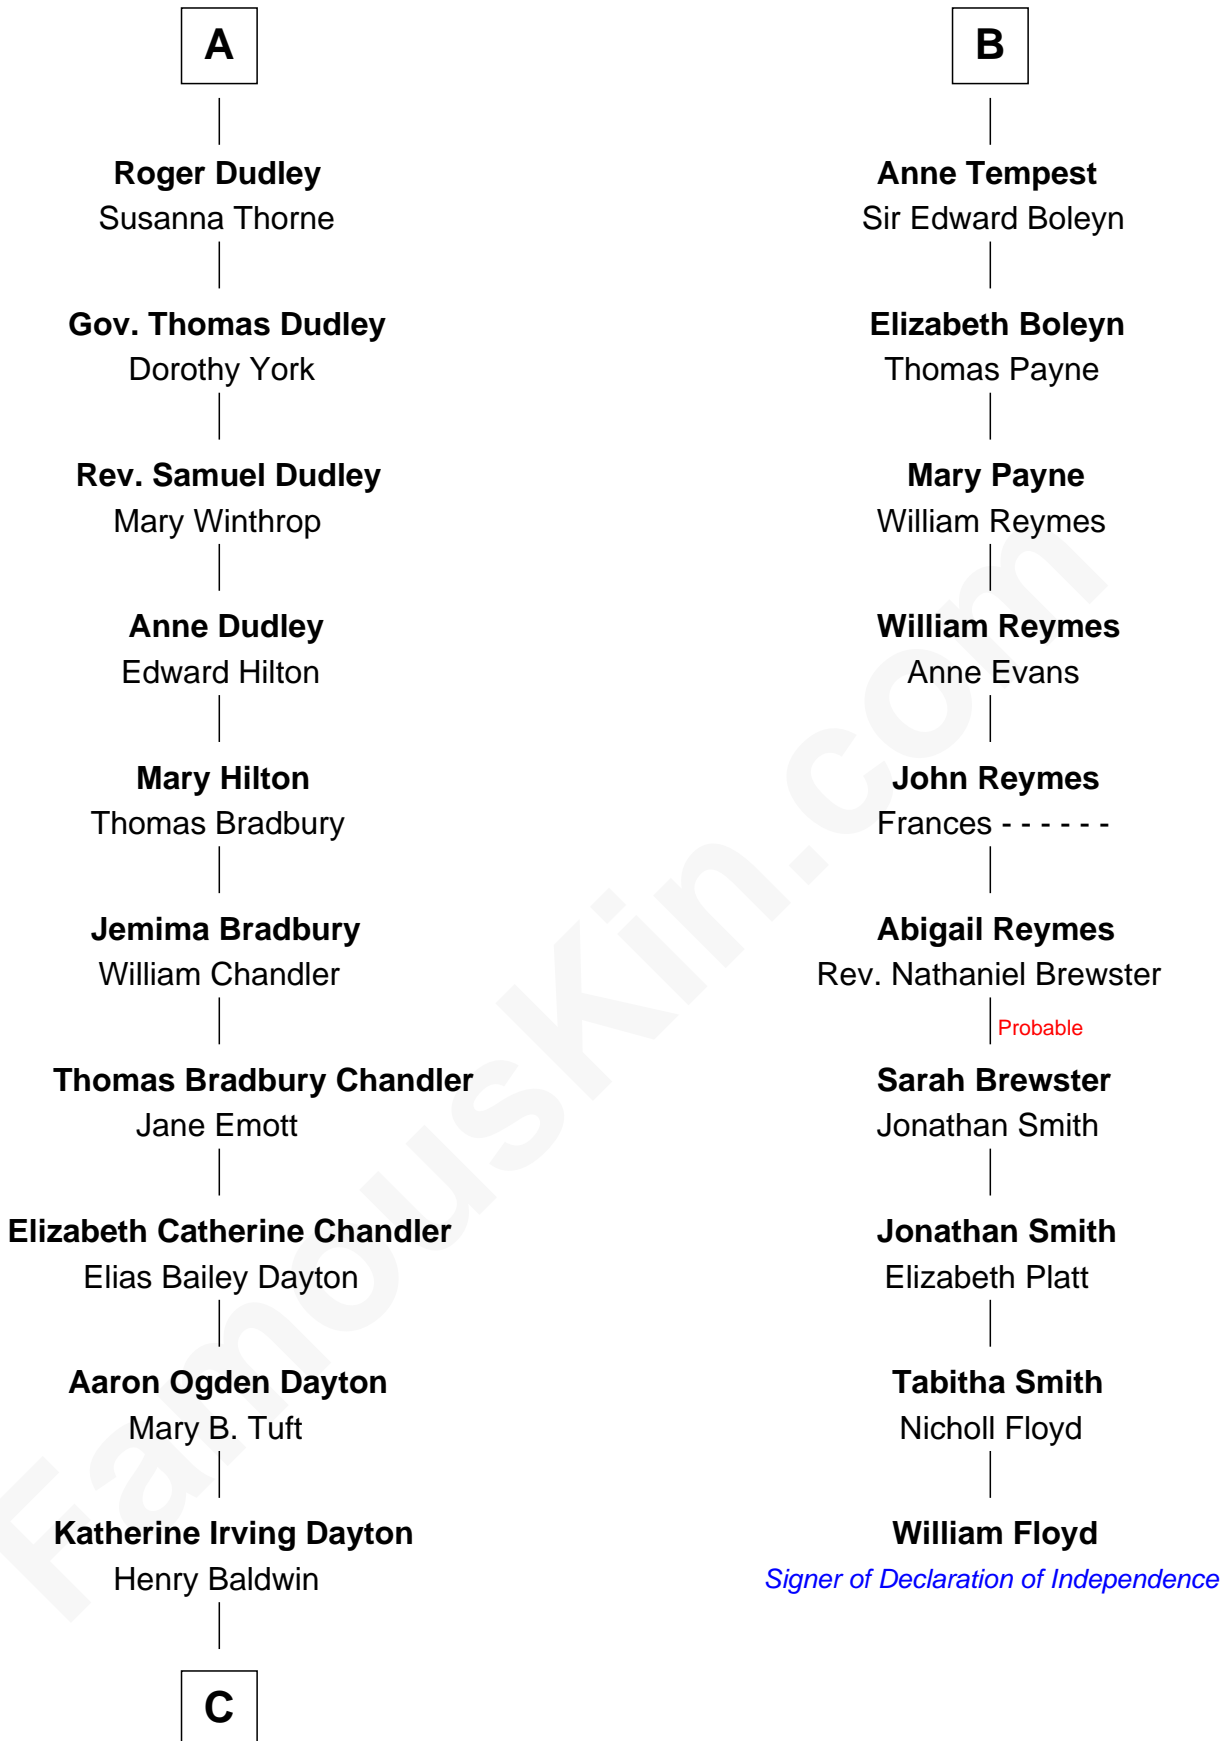 A
Roger Dudley
Susanna Thorne
Gov. Thomas Dudley
Dorothy York
Rev. Samuel Dudley
Mary Winthrop
Anne Dudley
Edward Hilton
Mary Hilton
Thomas Bradbury
Jemima Bradbury
William Chandler
Thomas Bradbury Chandler
Jane Emott
Elizabeth Catherine Chandler
Elias Bailey Dayton
Aaron Ogden Dayton
Mary B. Tuft
Katherine Irving Dayton
Henry Baldwin
C
B
Anne Tempest
Sir Edward Boleyn
Elizabeth Boleyn
Thomas Payne
Mary Payne
William Reymes
William Reymes
Anne Evans
John Reymes
Frances - - - - - -
Abigail Reymes
Rev. Nathaniel Brewster
Probable
Sarah Brewster
Jonathan Smith
Jonathan Smith
Elizabeth Platt
Tabitha Smith
Nicholl Floyd
William Floyd
Signer of Declaration of Independence
FamousKin.com